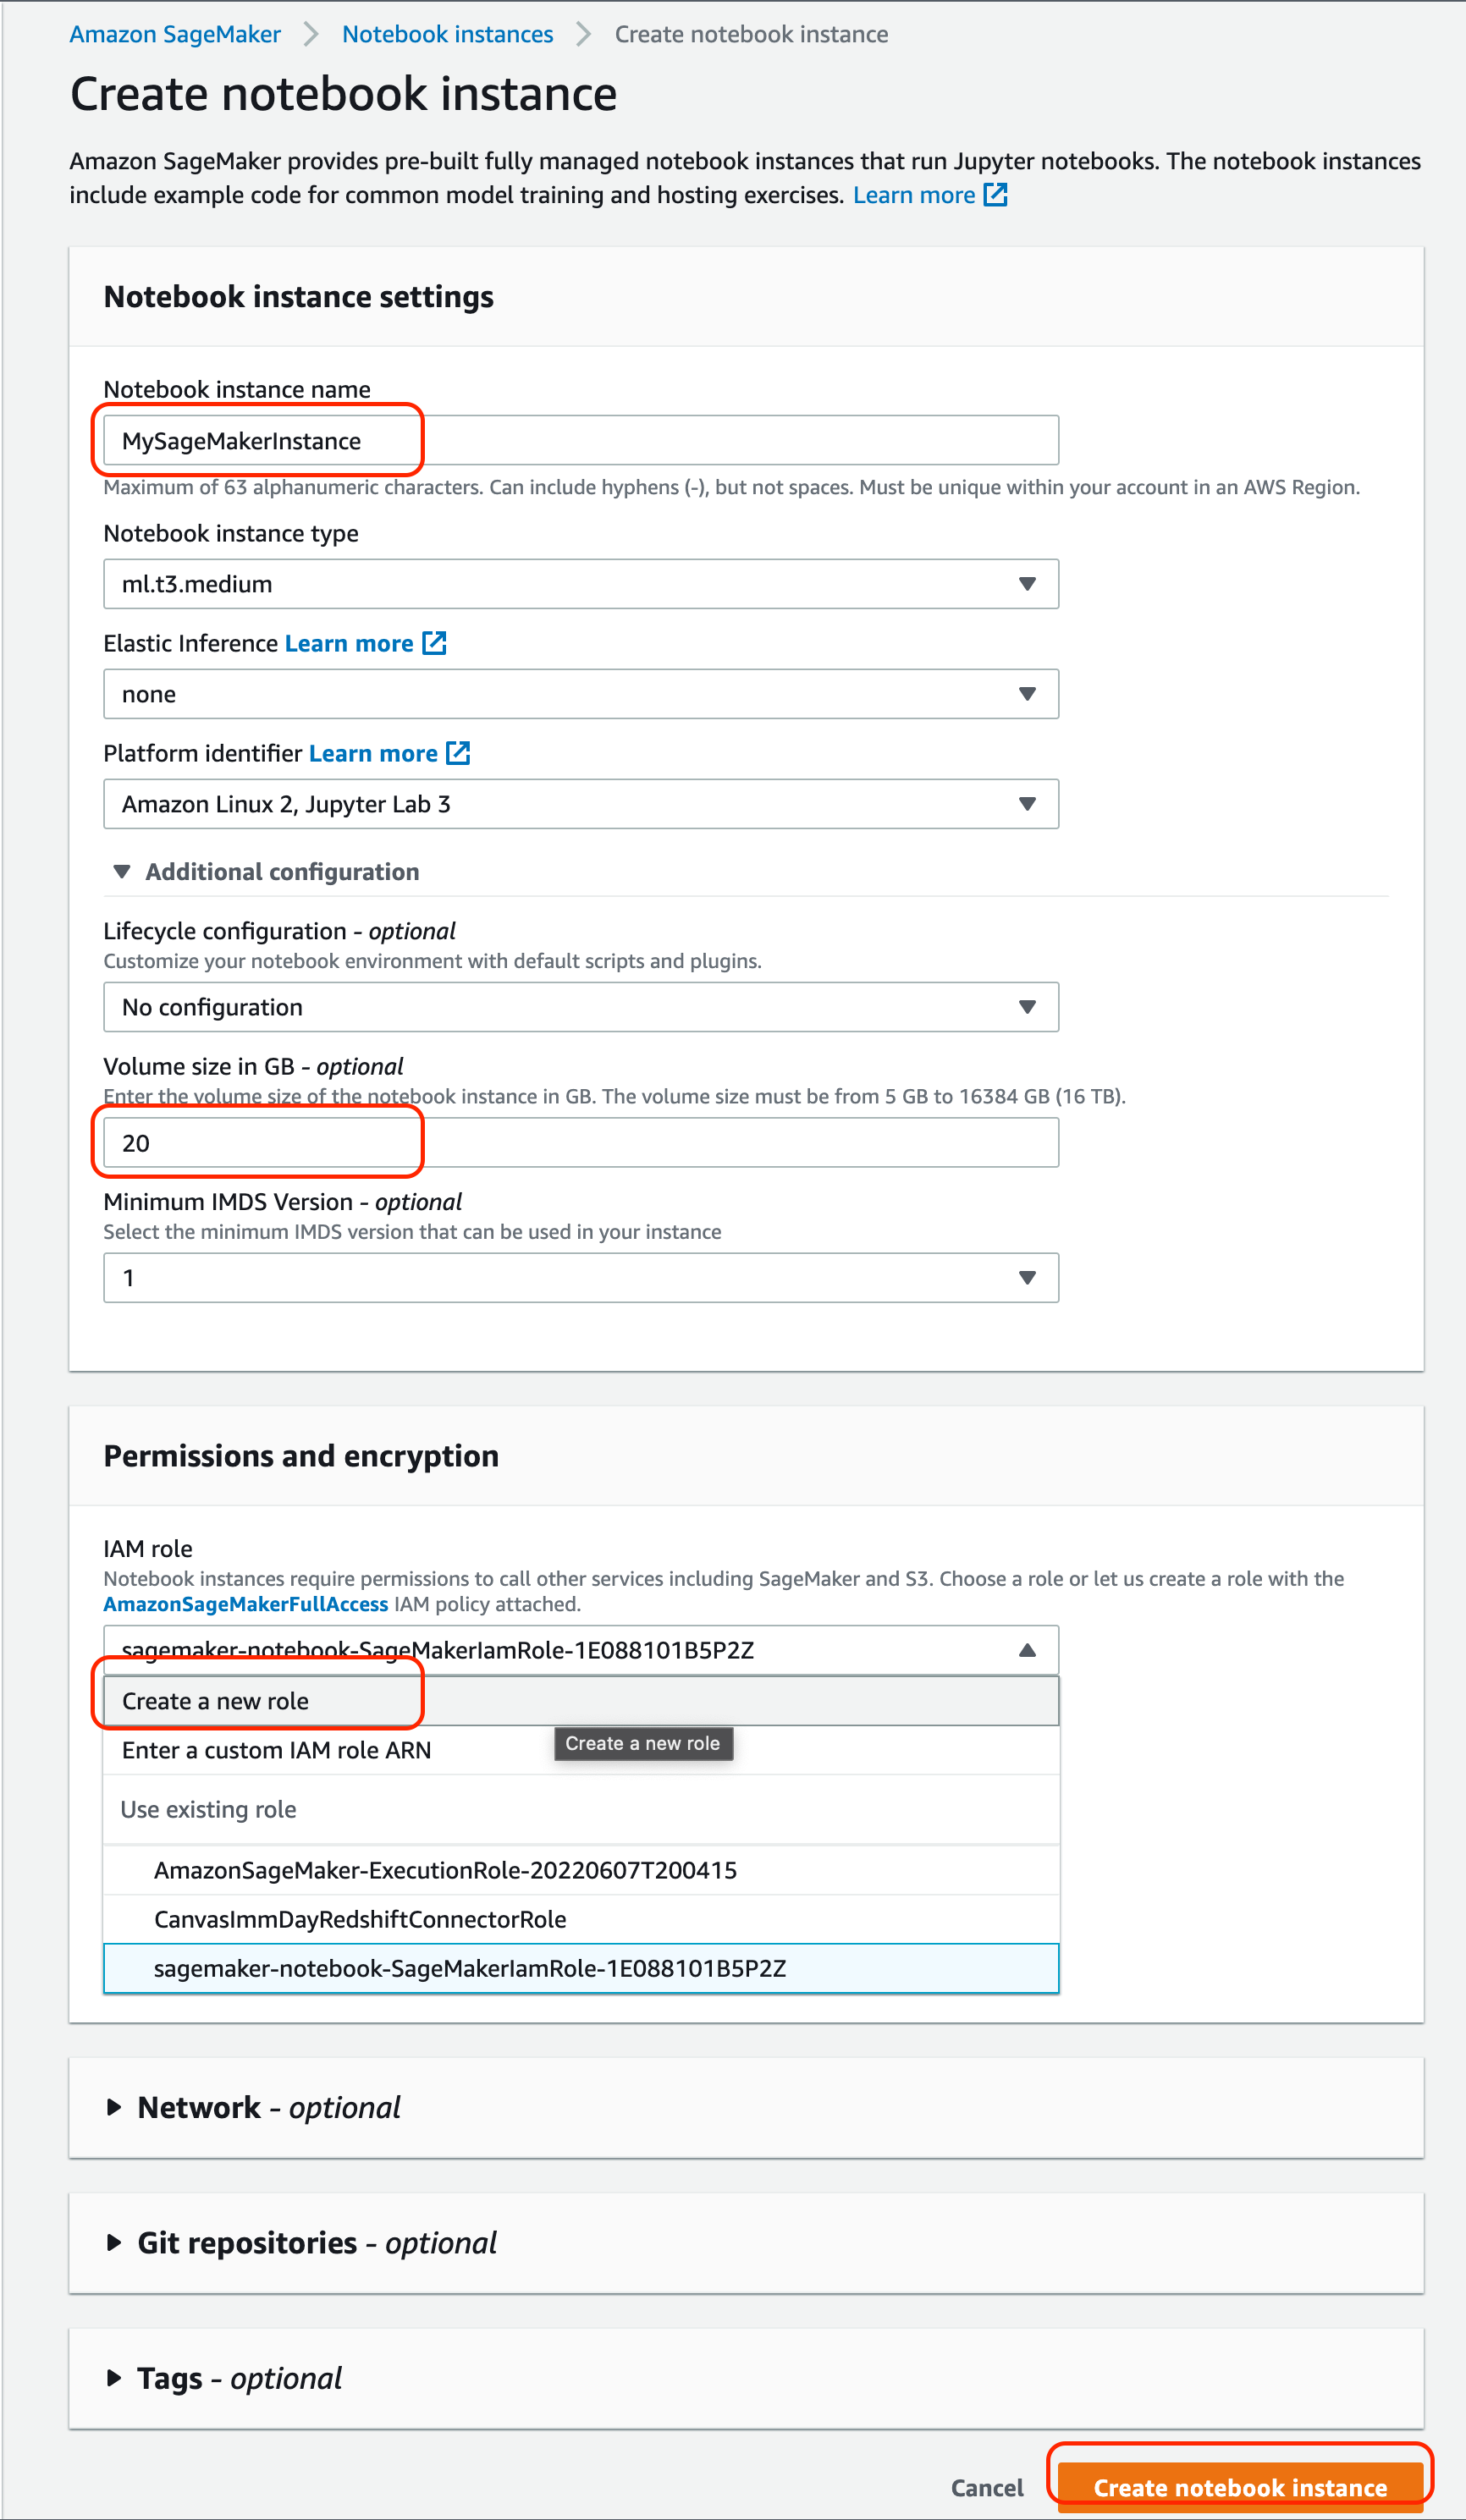 Amazon SageMaker > Notebook instances > Create notebook instance
Create notebook instance
Amazon SageMaker provides pre-built fully managed notebook instances that run Jupyter notebooks. The notebook instances
include example code for common model training and hosting exercises. Learn more
Notebook instance settings
Notebook instance name
MySageMakerInstance
Maximum of 63 alphanumeric characters. Can include hyphens (-), but not spaces. Must be unique within your account in an AWS Region.
Notebook instance type
ml.t3.medium
Elastic Inference Learn more
none
Platform identifier Learn more
Amazon Linux 2, Jupyter Lab 3
Additional configuration
Lifecycle configuration - optional
Customize your notebook environment with default scripts and plugins.
No configuration
Volume size in GB - optional
Enter the volume size of the notebook instance in GB. The volume size must be from 5 GB to 16384 GB (16 TB).
20
Minimum IMDS Version - optional
Select the minimum IMDS version that can be used in your instance
1
Permissions and encryption
IAM role
Notebook instances require permissions to call other services including SageMaker and S3. Choose a role or let us create a role with the
AmazonSageMakerFullAccess IAM policy attached.
sagemaker-notebook-SageMakerIamRole-1E088101B5P2Z
Create a new role
Enter a custom IAM role ARN
Create a new role
Use existing role
AmazonSageMaker-ExecutionRole-20220607T200415
CanvasImmDayRedshiftConnectorRole
sagemaker-notebook-SageMakerIamRole-1E088101B5P2Z
Network - optional
Git repositories - optional
Tags - optional
Cancel
Create notebook instance